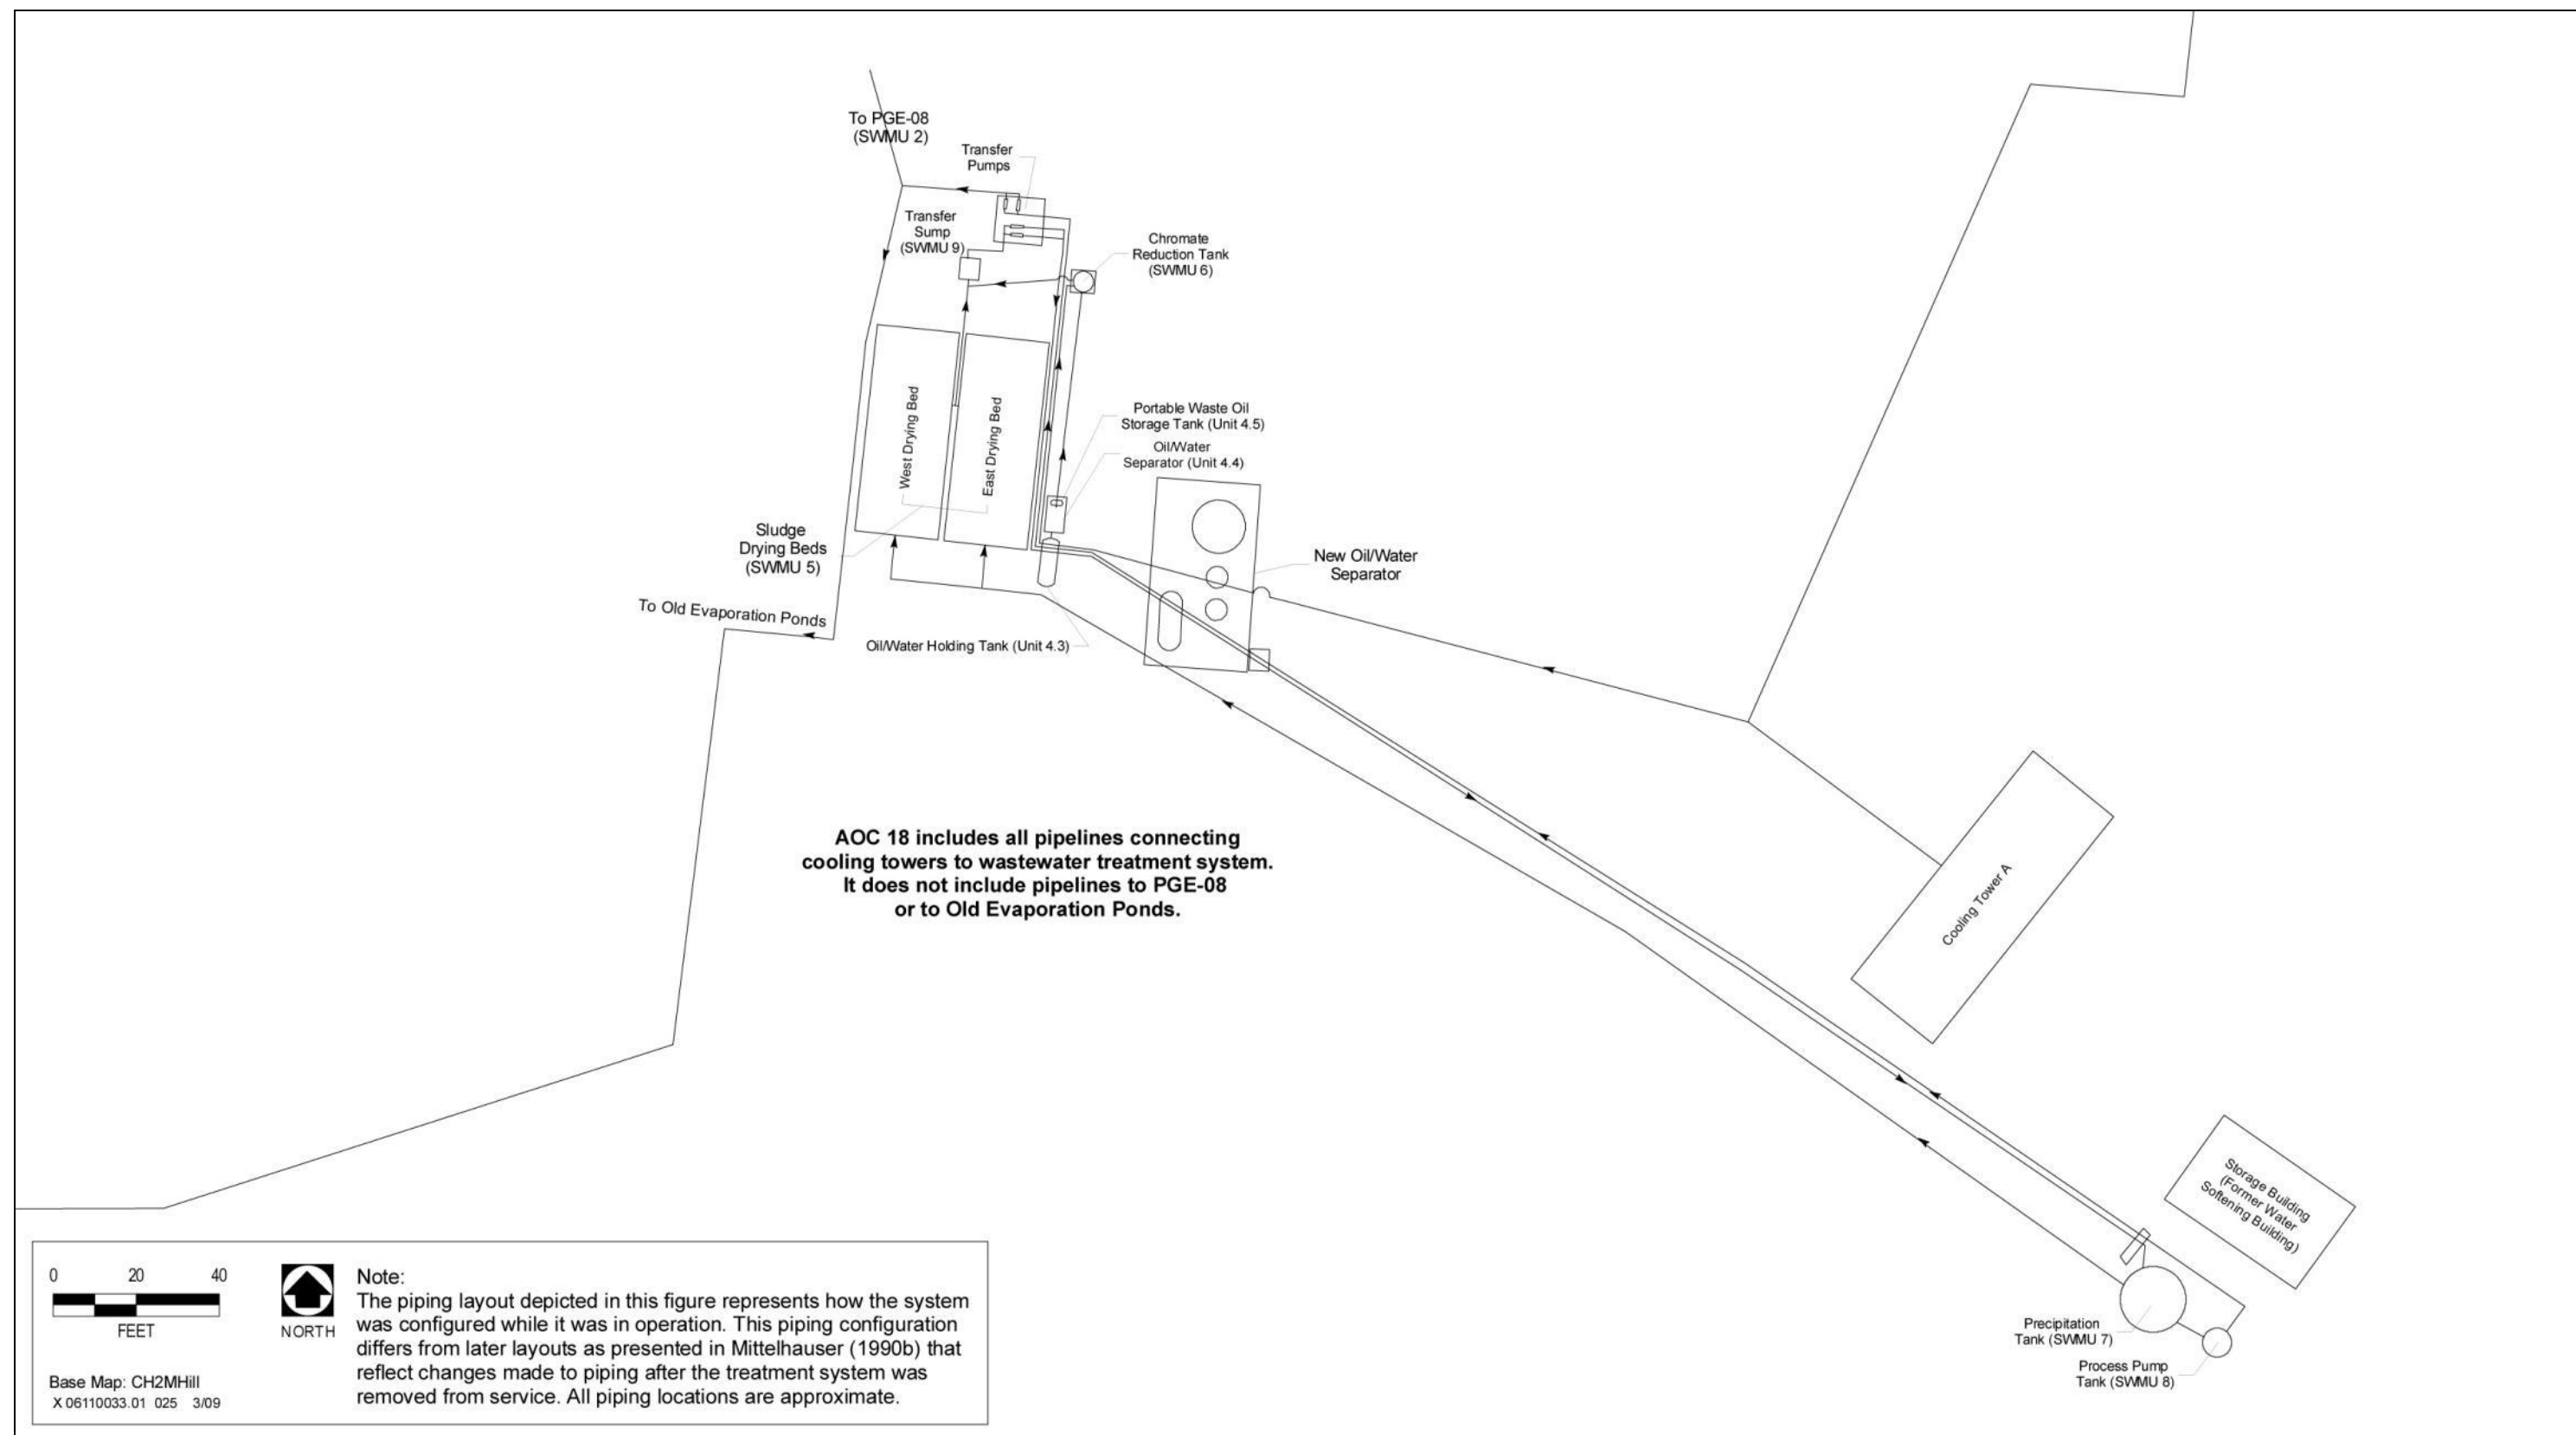 To PGE-08
(SWMU 2)
Transfer
Pumps
Transfer
Sump
(SWMU 9)
Chromate
Reduction Tank
(SWMU 6)
West Drying Bed
East Drying Bed
Portable Waste Oil
Storage Tank (Unit 4.5)
Oil/Water
Separator (Unit 4.4)
Sludge
Drying Beds
(SWMU 5)
New Oil/Water
Separator
To Old Evaporation Ponds
Oil/Water Holding Tank (Unit 4.3)
AOC 18 includes all pipelines connecting
cooling towers to wastewater treatment system.
It does not include pipelines to PGE-08
or to Old Evaporation Ponds.
Cooling Tower A
Storage Building
(Former Water
Softening Building)
Precipitation
Tank (SWMU 7)
Process Pump
Tank (SWMU 8)
0 20 40
FEET
NORTH
Base Map: CH2MHill
X 06110033.01 025 3/09
Note:
The piping layout depicted in this figure represents how the system
was configured while it was in operation. This piping configuration
differs from later layouts as presented in Mittelhauser (1990b) that
reflect changes made to piping after the treatment system was
removed from service. All piping locations are approximate.